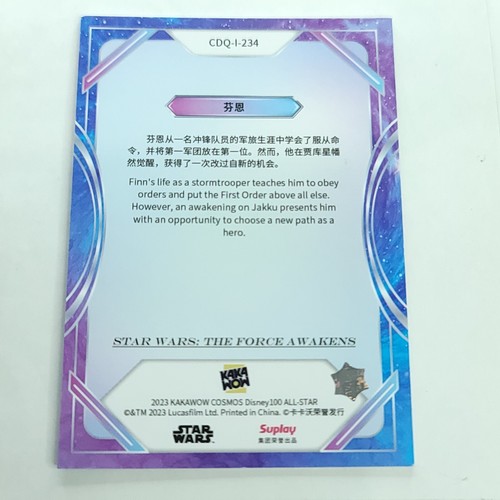 CDQ-I-234
芬恩
芬恩从一名冲锋队员的军旅生涯中学会了服从命
令，并将第一军团放在第一位。然而，他在贾库星幡
然觉醒，获得了一次改过自新的机会。
Finn's life as a stormtrooper teaches him to obey
orders and put the First Order above all else.
However, an awakening on Jakku presents him
with an opportunity to choose a new path as a
hero.
STAR WARS: THE FORCE AWAKENS
KAKA
WOW
2023 KAKAWOW COSMOS Disney100 ALL-STAR
©&TM 2023 Lucasfilm Ltd. Printed in China. ©卡卡沃荣誉发行
STAR
WARS
Suplay
集团荣誉出品